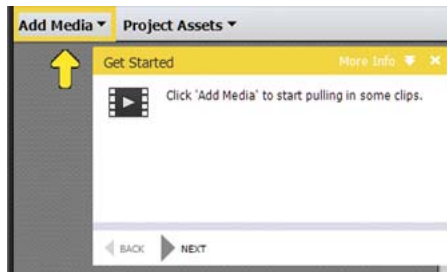 Add Media Project Assets
Get Started More Info
Click 'Add Media' to start pulling in some clips.
BACK NEXT